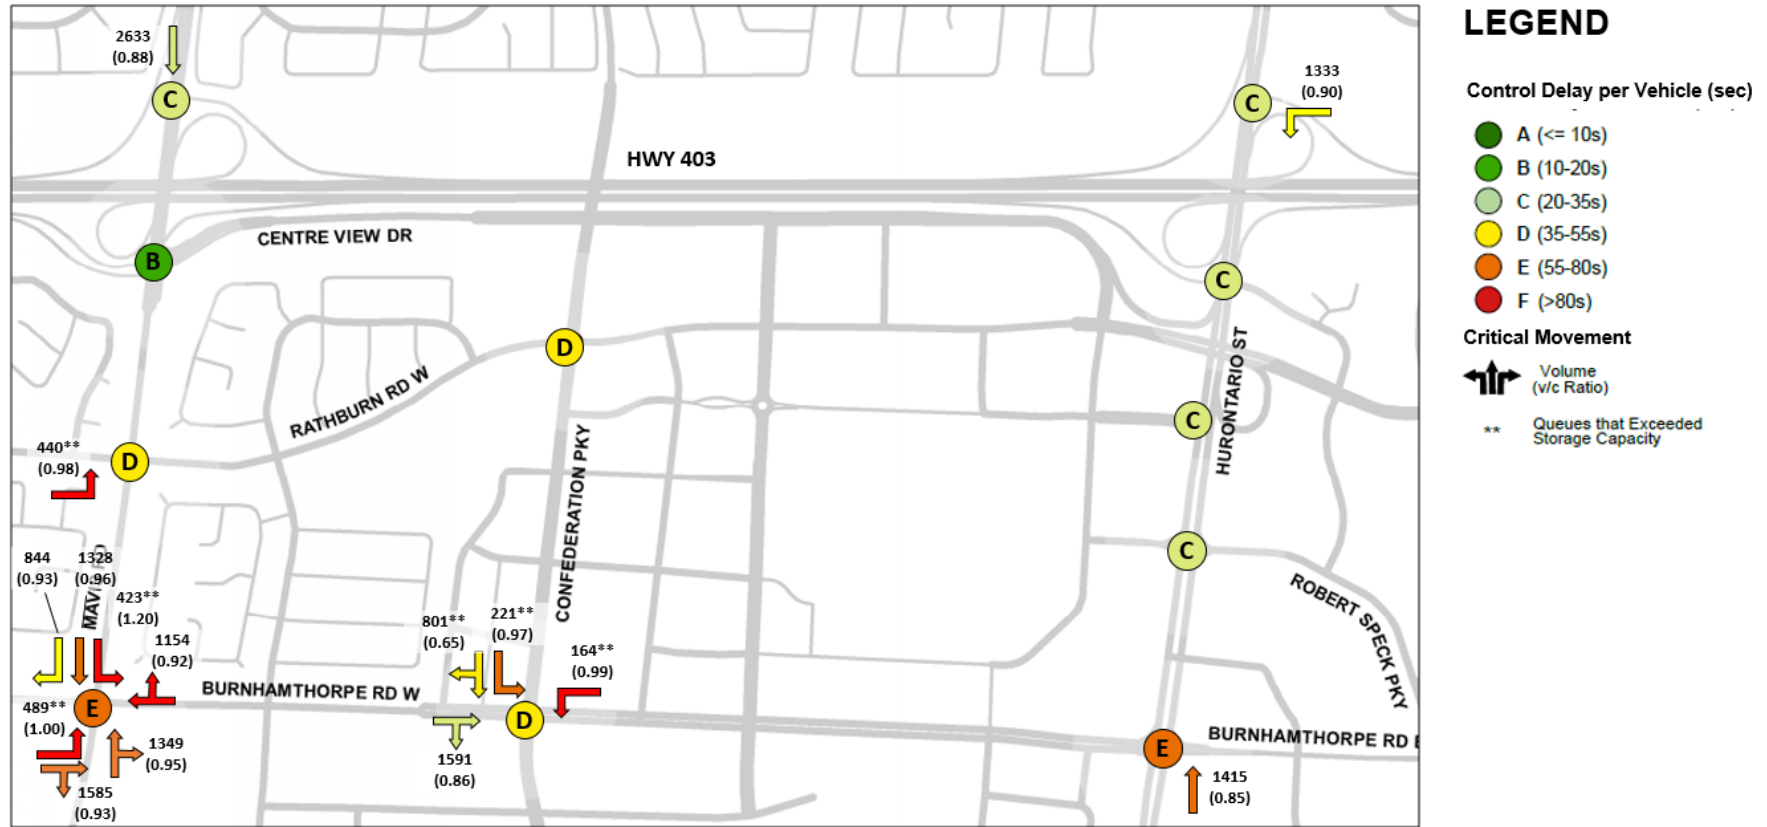 LEGEND
Control Delay per Vehicle (sec)
A (<= 10s)
B (10-20s)
C (20-35s)
D (35-55s)
E (55-80s)
F (>80s)
Critical Movement
Volume
(v/c Ratio)
**
Queues that Exceeded
Storage Capacity
2633
(0.88)
C
1333
(0.90)
C
HWY 403
CENTRE VIEW DR
B
C
D
HURONTARIO ST
RATHBURN RD W
C
440**
(0.98)
D
CONFEDERATION PKY
C
844
(0.93)
1328
(0.96)
423**
(1.20)
1154
(0.92)
ROBERT SPECK PKY
801**
(0.65)
221**
(0.97)
164**
(0.99)
BURNHAMTHORPE RD W
489**
(1.00)
E
D
1349
(0.95)
1585
(0.93)
1591
(0.86)
E
BURNHAMTHORPE RD E
1415
(0.85)